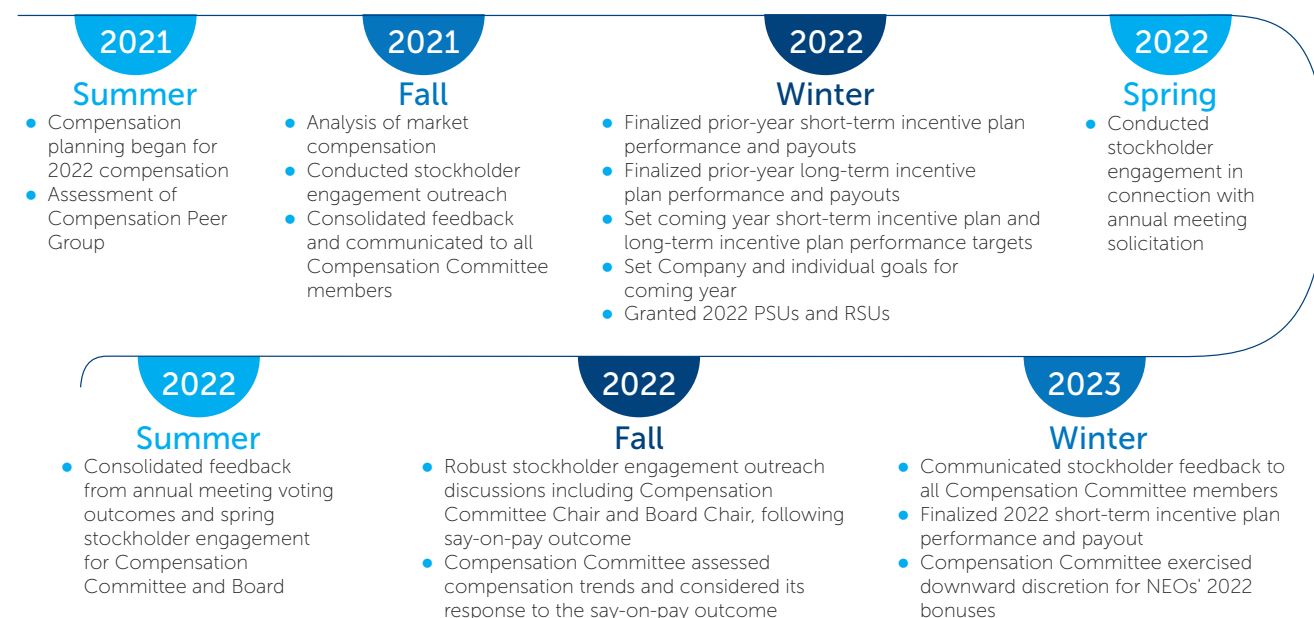 2021
Summer
● Compensation
planning began for
2022 compensation
● Assessment of
Compensation Peer
Group
2021
Fall
● Analysis of market
compensation
● Conducted stockholder
engagement outreach
● Consolidated feedback
and communicated to all
Compensation Committee
members
2022
Winter
● Finalized prior-year short-term incentive plan
performance and payouts
● Finalized prior-year long-term incentive
plan performance and payouts
● Set coming year short-term incentive plan and
long-term incentive plan performance targets
● Set Company and individual goals for
coming year
● Granted 2022 PSUs and RSUs
2022
Spring
● Conducted
stockholder
engagement in
connection with
annual meeting
solicitation
2022
Summer
● Consolidated feedback
from annual meeting voting
outcomes and spring
stockholder engagement
for Compensation
Committee and Board
2022
Fall
● Robust stockholder engagement outreach
discussions including Compensation
Committee Chair and Board Chair, following
say-on-pay outcome
● Compensation Committee assessed
compensation trends and considered its
response to the say-on-pay outcome
2023
Winter
● Communicated stockholder feedback to
all Compensation Committee members
● Finalized 2022 short-term incentive plan
performance and payout
● Compensation Committee exercised
downward discretion for NEOs' 2022
bonuses